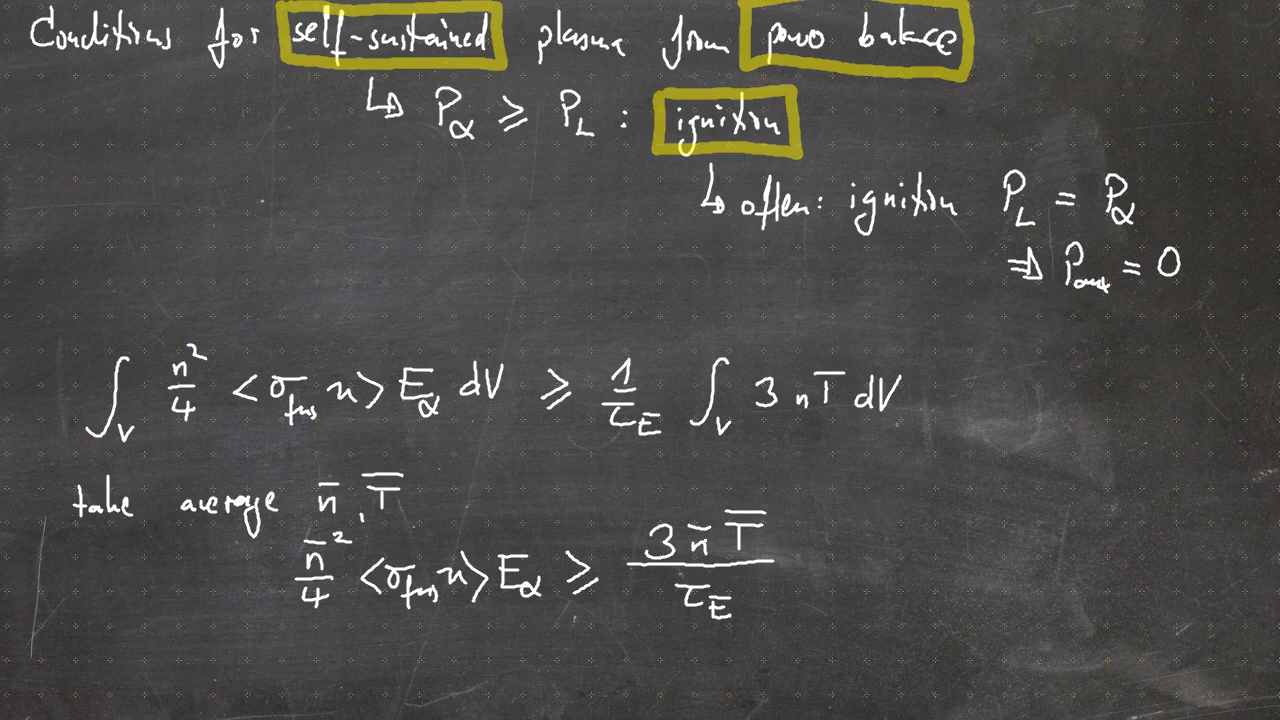 Conditions for self-sustained plasma from power balance
↳ P_α ≥ P_L : ignition
↳ often: ignition P_L = P_α
⇒ P_aux = 0
∫_V n²/4 <σ_fus u> E_α dV ≥ 1/τ_E ∫_V 3 n T dV
take average n̄, T̄
n̄²/4 <σ_fus u> E_α ≥ 3 n̄ T̄ / τ_E